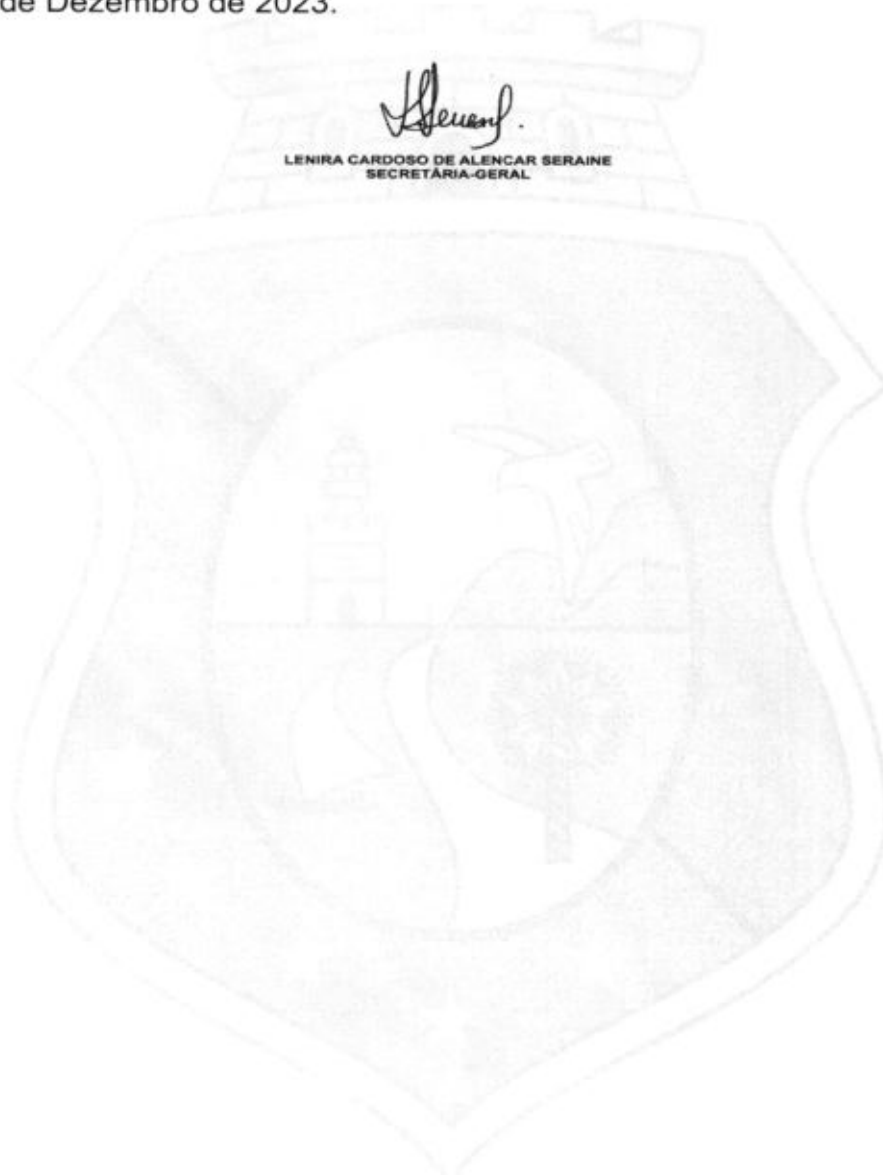 de Dezembro de 2023.
LENIRA CARDOSO DE ALENCAR SERAINE
SECRETÁRIA-GERAL